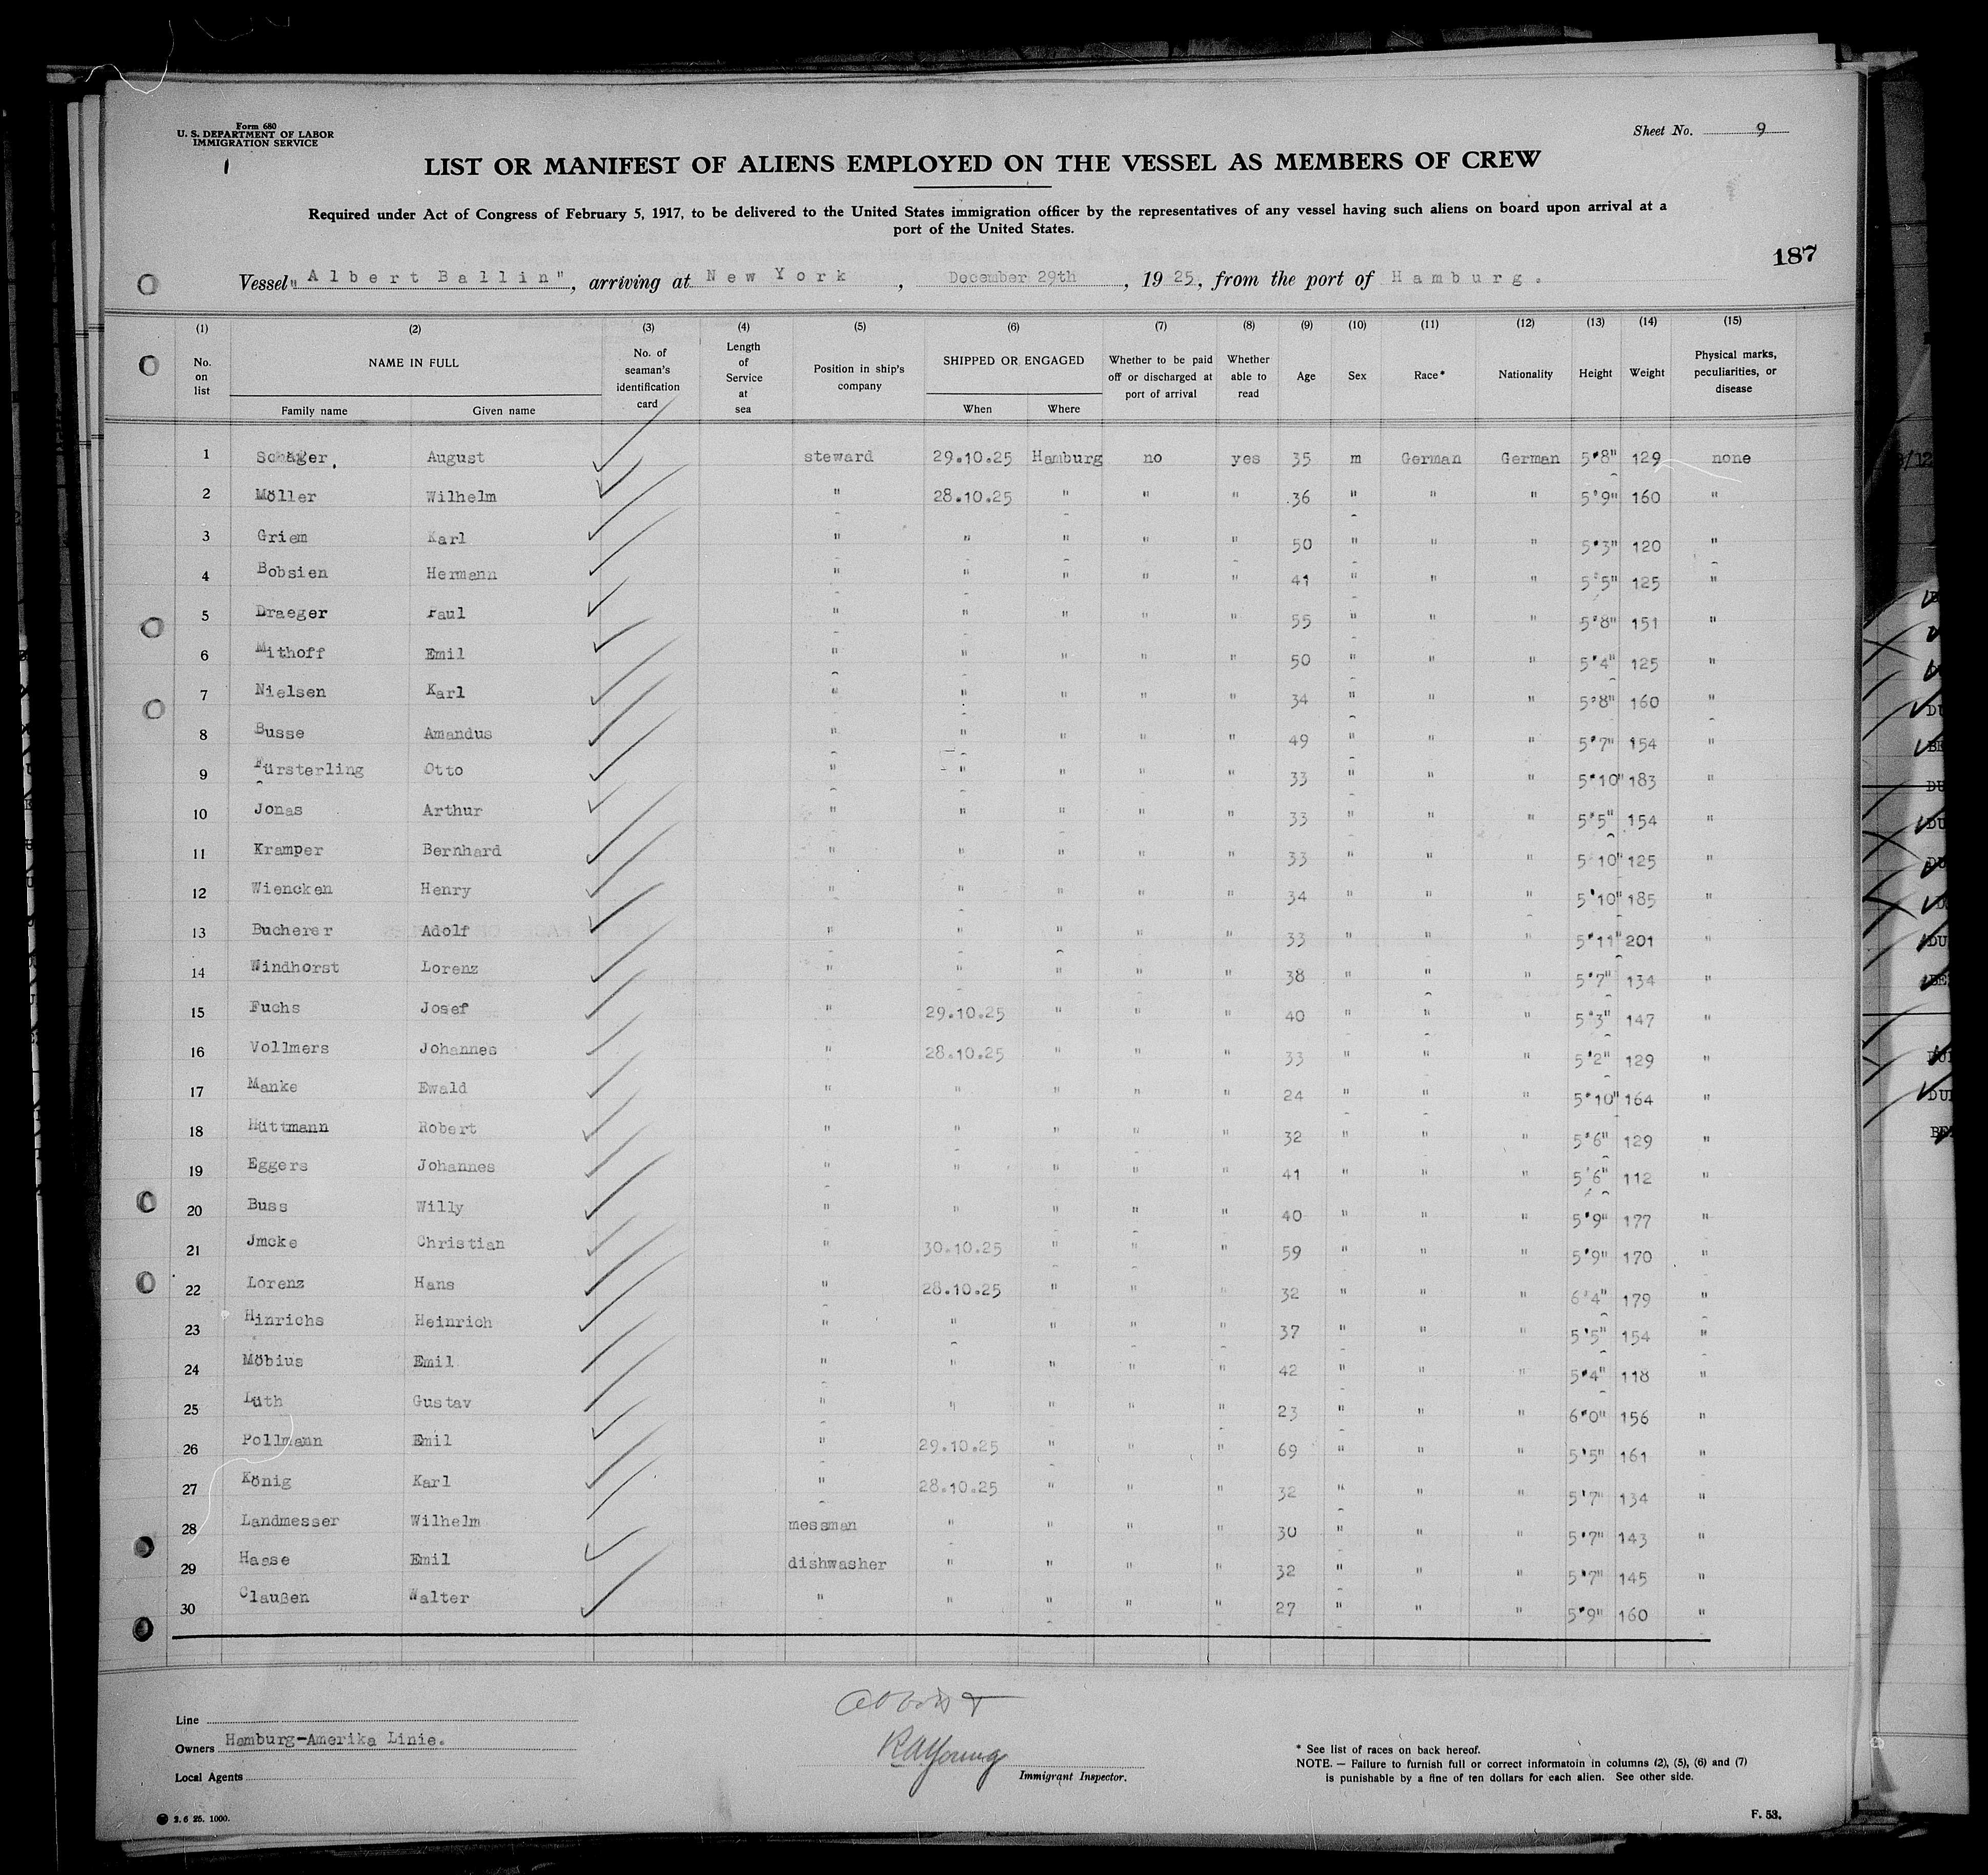 Form 680
U. S. DEPARTMENT OF LABOR
IMMIGRATION SERVICE
Sheet No. 9
LIST OR MANIFEST OF ALIENS EMPLOYED ON THE VESSEL AS MEMBERS OF CREW
Required under Act of Congress of February 5, 1917, to be delivered to the United States immigration officer by the representatives of any vessel having such aliens on board upon arrival at a
port of the United States.
187
Vessel "Albert Ballin", arriving at New York, December 29th, 1925, from the port of Hamburg.
(1) (2) (3) (4) (5) (6) (7) (8) (9) (10) (11) (12) (13) (14) (15)
No. on list NAME IN FULL Family name Given name No. of seaman's identification card Length of Service at sea Position in ship's company SHIPPED OR ENGAGED When Where Whether to be paid off or discharged at port of arrival Whether able to read Age Sex Race* Nationality Height Weight Physical marks, peculiarities, or disease
1 August steward 29.10.25 Hamburg no yes 35 m German German 5'8" 129 none
2 Möller Wilhelm " 28.10.25 " " " 36 " " " 5'9" 160 "
3 Griem Karl " " " " " 50 " " " 5'3" 120 "
4 Bobsien Hermann " " " " " 41 " " " 5'5" 125 "
5 Draeger Paul " " " " 55 " " " 5'8" 151 "
6 Mithoff Emil " " " " " 50 " " " 5'4" 125 "
7 Nielsen Karl " " " " " 34 " " " 5'8" 160 "
8 Busse Amandus " " " " " 49 " " " 5'7" 154 "
9 Fürsterling Otto " " " " " 33 " " " 5'10" 183 "
10 Jonas Arthur " " " " " 33 " " " 5'5" 154 "
11 Kramper Bernhard " " " " " 33 " " " 5'10" 125 "
12 Wiencken Henry " " " " " 34 " " " 5'10" 185 "
13 Bucherer Adolf " " " " " 33 " " " 5'11" 201 "
14 Windhorst Lorenz " " " " " 38 " " " 5'7" 134 "
15 Fuchs Josef " 29.10.25 " " " 40 " " " 5'3" 147 "
16 Vollmers Johannes " 28.10.25 " " " 33 " " " 5'2" 129 "
17 Manke Ewald " " " " " 24 " " " 5'10" 164 "
18 Hüttmann Robert " " " " " 32 " " " 5'6" 129 "
19 Eggers Johannes " " " " " 41 " " " 5'6" 112 "
20 Buss Willy " " " " " 40 " " " 5'9" 177 "
21 Jmcke Christian " 30.10.25 " " " 59 " " " 5'9" 170 "
22 Lorenz Hans " 28.10.25 " " " 32 " " " 6'4" 179 "
23 Hinrichs Heinrich " " " " " 37 " " " 5'5" 154 "
24 Möbius Emil " " " " " 42 " " " 5'4" 118 "
25 Lüth Gustav " " " " " 23 " " " 6'0" 156 "
26 Pollmann Emil " 29.10.25 " " " 69 " " " 5'5" 161 "
27 König Karl " 28.10.25 " " " 32 " " " 5'7" 134 "
28 Landmesser Wilhelm messman " " " " 30 " " " 5'7" 143 "
29 Haase Emil dishwasher " " " " 32 " " " 5'7" 145 "
30 Claußen Walter " " " " " 27 " " " 5'9" 160 "
Line
Owners Hamburg-Amerika Linie.
Local Agents
RAYoung
Immigrant Inspector.
* See list of races on back hereof.
NOTE. — Failure to furnish full or correct informatoin in columns (2), (5), (6) and (7)
is punishable by a fine of ten dollars for each alien. See other side.
2. 6 25. 1000.
F. 53.